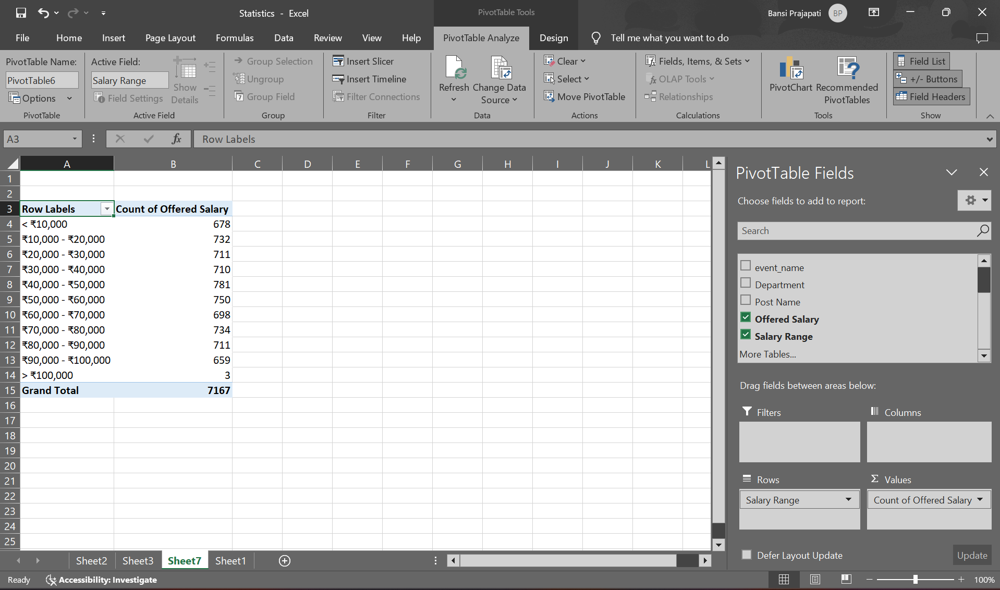 Statistics - Excel
PivotTable Tools
Bansi Prajapati BP
File Home Insert Page Layout Formulas Data Review View Help PivotTable Analyze Design Tell me what you want to do
PivotTable Name:
PivotTable6
Options
PivotTable
Active Field:
Salary Range
Field Settings
Show Details
Active Field
Group Selection
Ungroup
Group Field
Group
Insert Slicer
Insert Timeline
Filter Connections
Filter
Refresh
Change Data Source
Data
Clear
Select
Move PivotTable
Actions
Fields, Items, & Sets
OLAP Tools
Relationships
Calculations
PivotChart
Recommended PivotTables
Tools
Field List
+/- Buttons
Field Headers
Show
A3 fx Row Labels
A B C D E F G H I J K L
1
2
3 Row Labels Count of Offered Salary
4 < ₹10,000 678
5 ₹10,000 - ₹20,000 732
6 ₹20,000 - ₹30,000 711
7 ₹30,000 - ₹40,000 710
8 ₹40,000 - ₹50,000 781
9 ₹50,000 - ₹60,000 750
10 ₹60,000 - ₹70,000 698
11 ₹70,000 - ₹80,000 734
12 ₹80,000 - ₹90,000 711
13 ₹90,000 - ₹100,000 659
14 > ₹100,000 3
15 Grand Total 7167
16
17
18
19
20
21
22
23
24
25
PivotTable Fields
Choose fields to add to report:
Search
event_name
Department
Post Name
Offered Salary
Salary Range
More Tables...
Drag fields between areas below:
Filters
Columns
Rows
Σ Values
Salary Range
Count of Offered Salary
Defer Layout Update
Update
Sheet2 Sheet3 Sheet7 Sheet1
Ready Accessibility: Investigate 100%